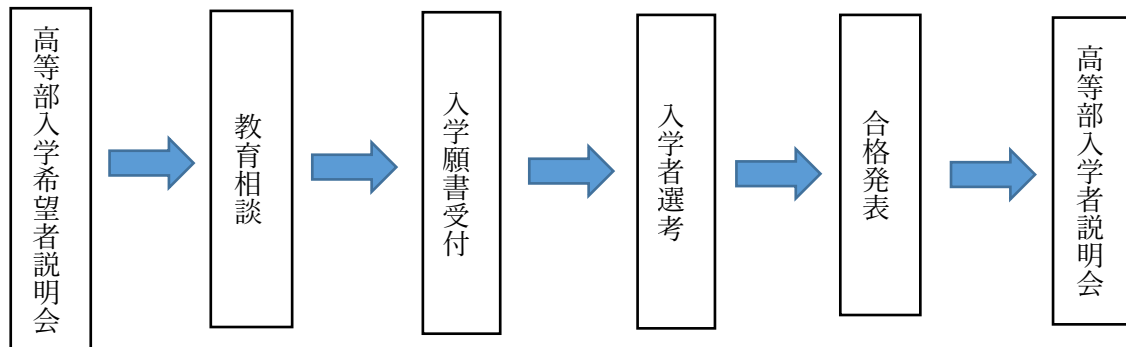 高等部入学希望者説明会
教育相談
入学願書受付
入学者選考
合格発表
高等部入学者説明会